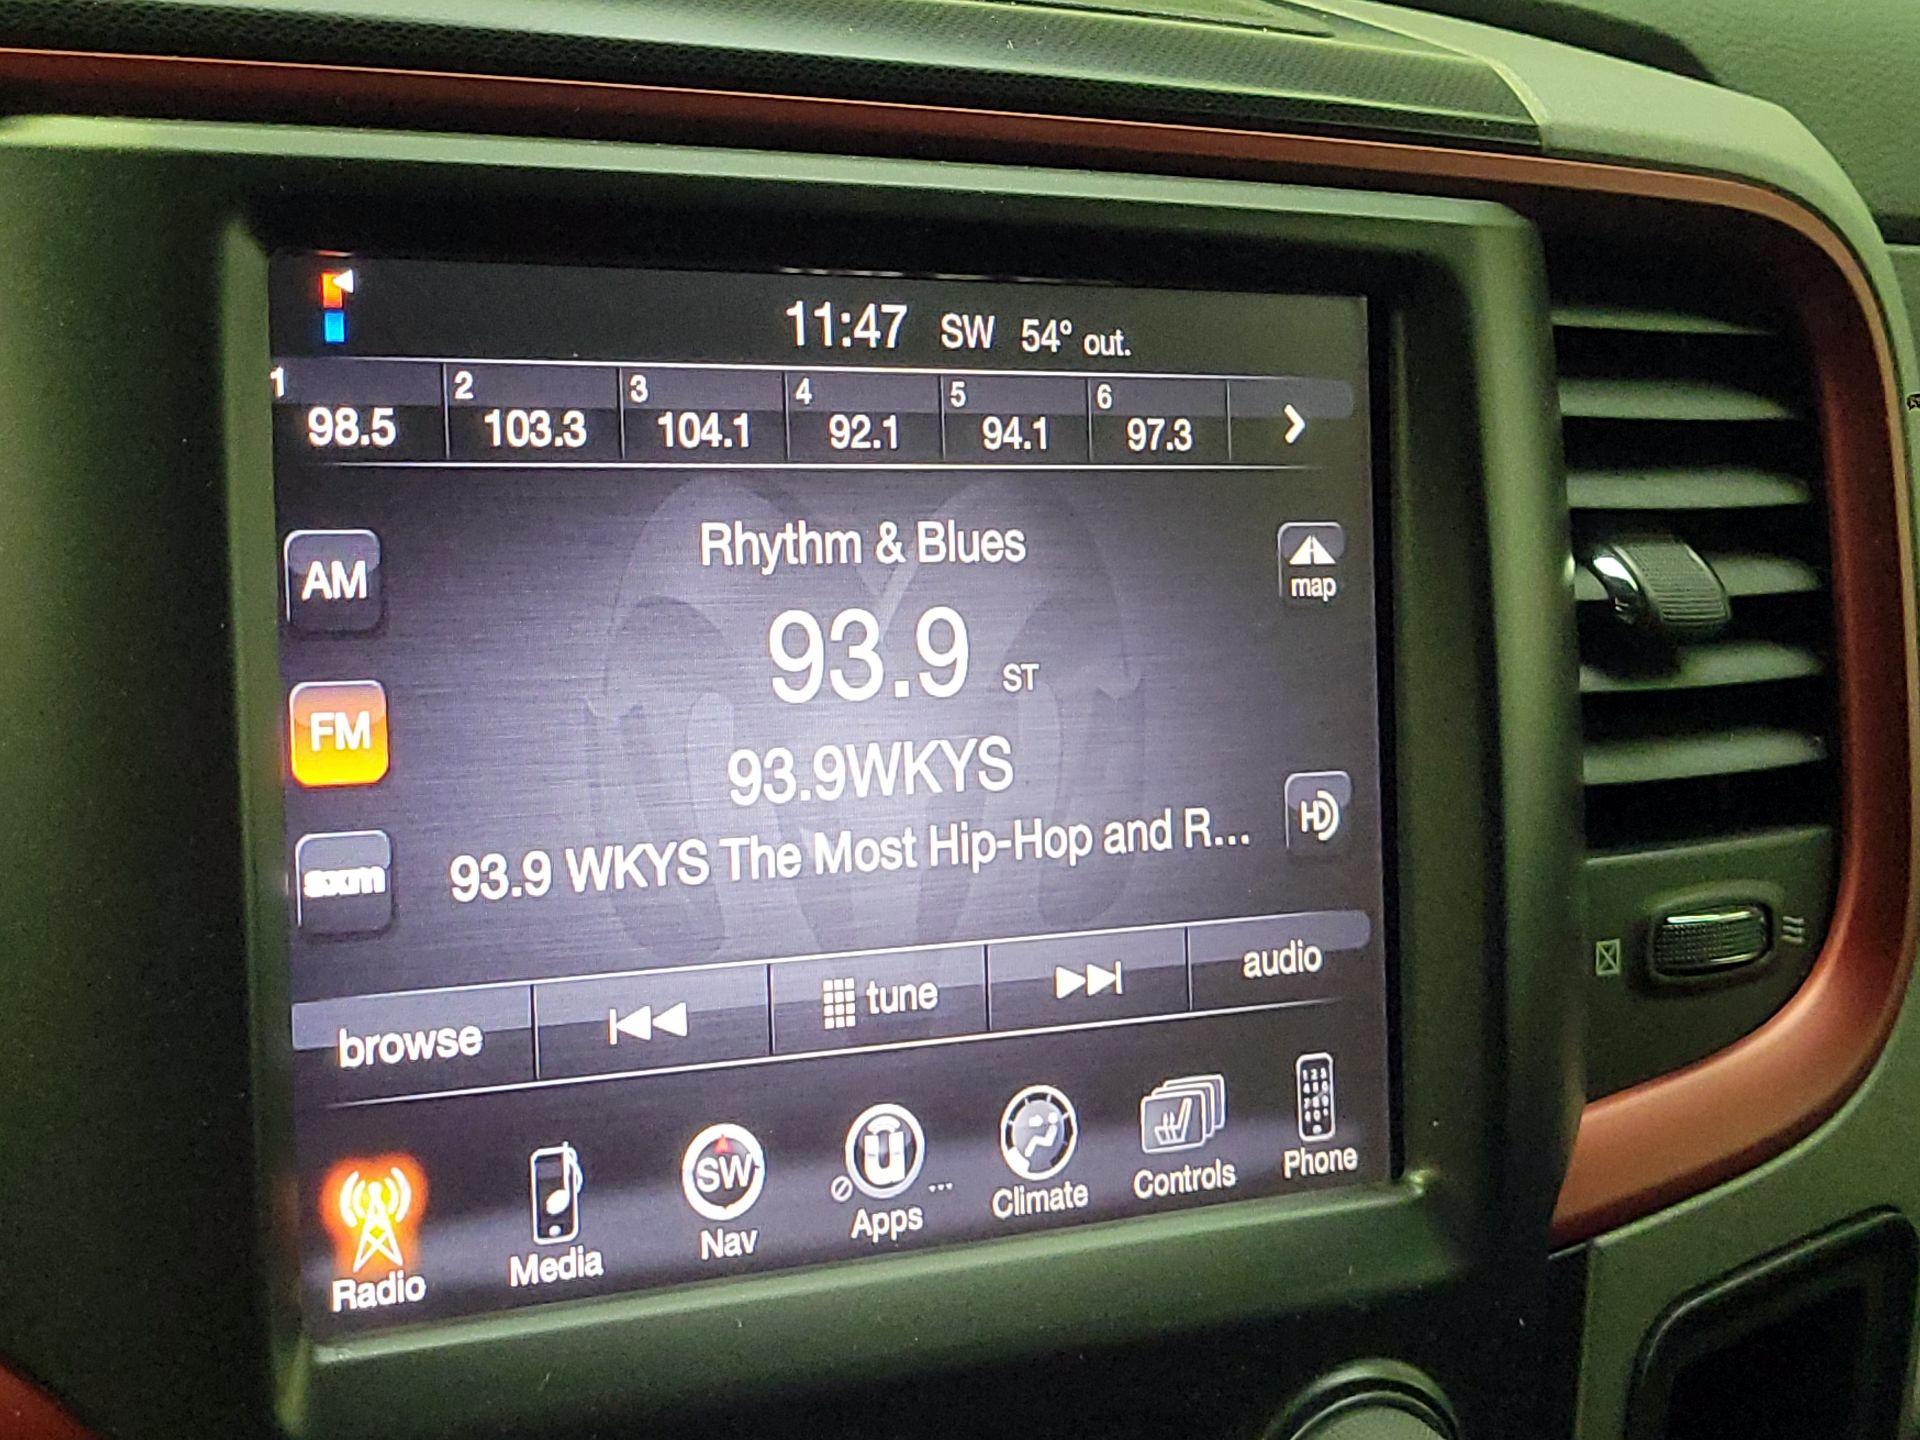 11:47 SW 54° out.
1 2 3 4 5 6
98.5 103.3 104.1 92.1 94.1 97.3
Rhythm & Blues
AM
map
93.9 ST
FM
93.9WKYS
HD
sxm
93.9 WKYS The Most Hip-Hop and R...
browse tune audio
SW
Radio Media Nav Apps ... Climate Controls Phone